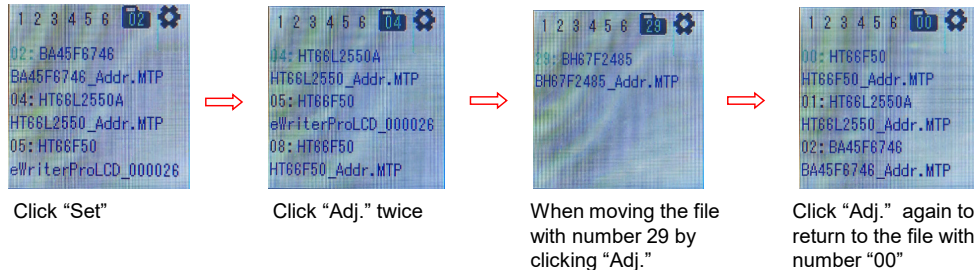 1 2 3 4 5 6 02
02: BA45F6746
BA45F6746_Addr.MTP
04: HT66L2550A
HT66L2550_Addr.MTP
05: HT66F50
eWriterProLCD_000026
Click “Set”
1 2 3 4 5 6 04
04: HT66L2550A
HT66L2550_Addr.MTP
05: HT66F50
eWriterProLCD_000026
08: HT66F50
HT66F50_Addr.MTP
Click “Adj.” twice
1 2 3 4 5 6 29
29: BH67F2485
BH67F2485_Addr.MTP
When moving the file
with number 29 by
clicking “Adj.”
1 2 3 4 5 6 00
00: HT66F50
HT66F50_Addr.MTP
01: HT66L2550A
HT66L2550_Addr.MTP
02: BA45F6746
BA45F6746_Addr.MTP
Click “Adj.”  again to
return to the file with
number “00”